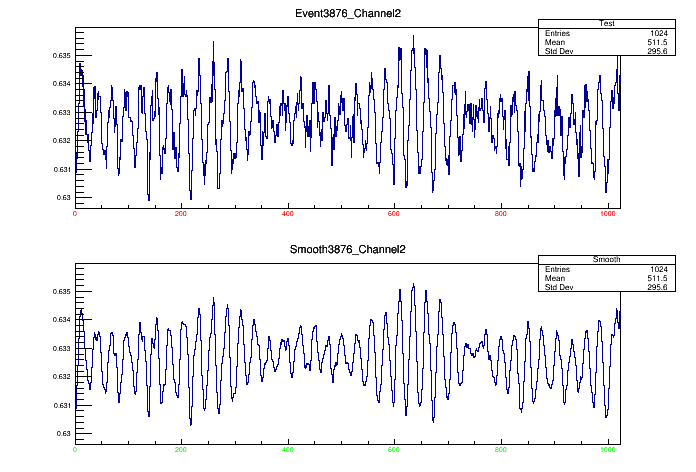 Event3876_Channel2
Test
Entries 1024
Mean 511.5
Std Dev 295.6
0.635
0.634
0.633
0.632
0.631
0.63
0 200 400 600 800 1000
Smooth3876_Channel2
Smooth
Entries 1024
Mean 511.5
Std Dev 295.6
0.635
0.634
0.633
0.632
0.631
0.63
0 200 400 600 800 1000